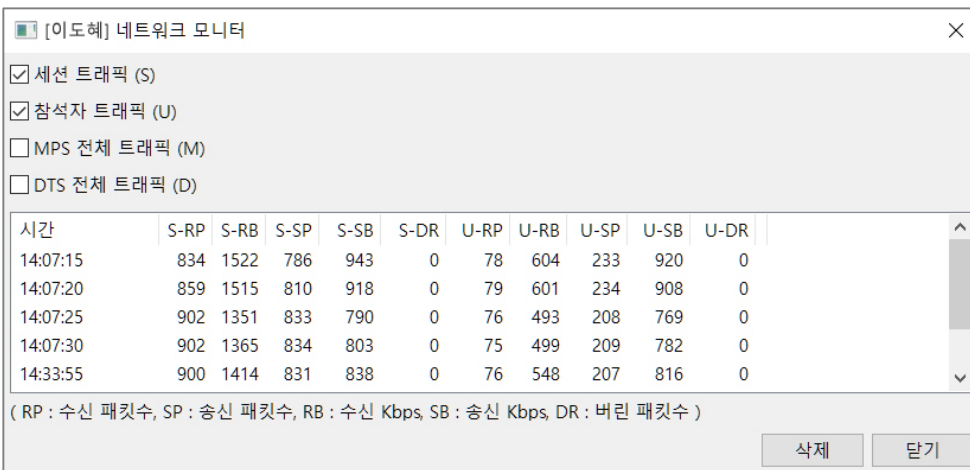 [이도혜] 네트워크 모니터
세션 트래픽 (S)
참석자 트래픽 (U)
MPS 전체 트래픽 (M)
DTS 전체 트래픽 (D)
시간 S-RP S-RB S-SP S-SB S-DR U-RP U-RB U-SP U-SB U-DR
14:07:15 834 1522 786 943 0 78 604 233 920 0
14:07:20 859 1515 810 918 0 79 601 234 908 0
14:07:25 902 1351 833 790 0 76 493 208 769 0
14:07:30 902 1365 834 803 0 75 499 209 782 0
14:33:55 900 1414 831 838 0 76 548 207 816 0
( RP : 수신 패킷수, SP : 송신 패킷수, RB : 수신 Kbps, SB : 송신 Kbps, DR : 버린 패킷수 )
삭제 닫기